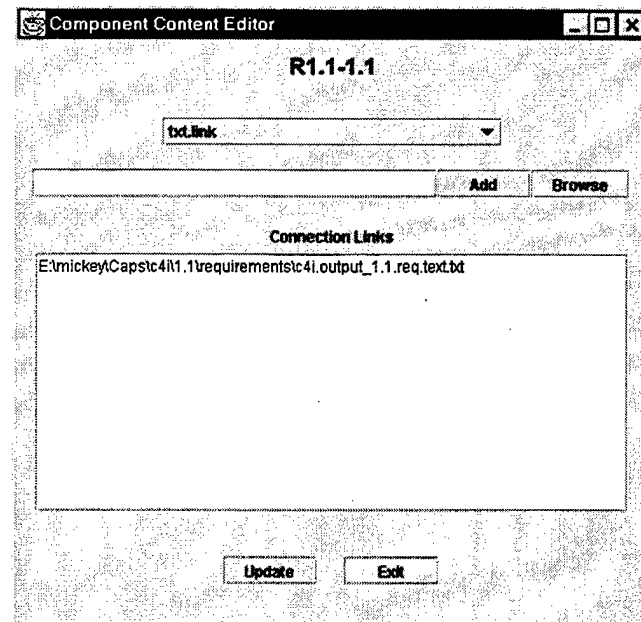 Component Content Editor
R1.1-1.1
txt.link
Add Browse
Connection Links
E:\mickey\Caps\c4i\1.1\requirements\c4i.output_1.1.req.text.txt
Update Exit